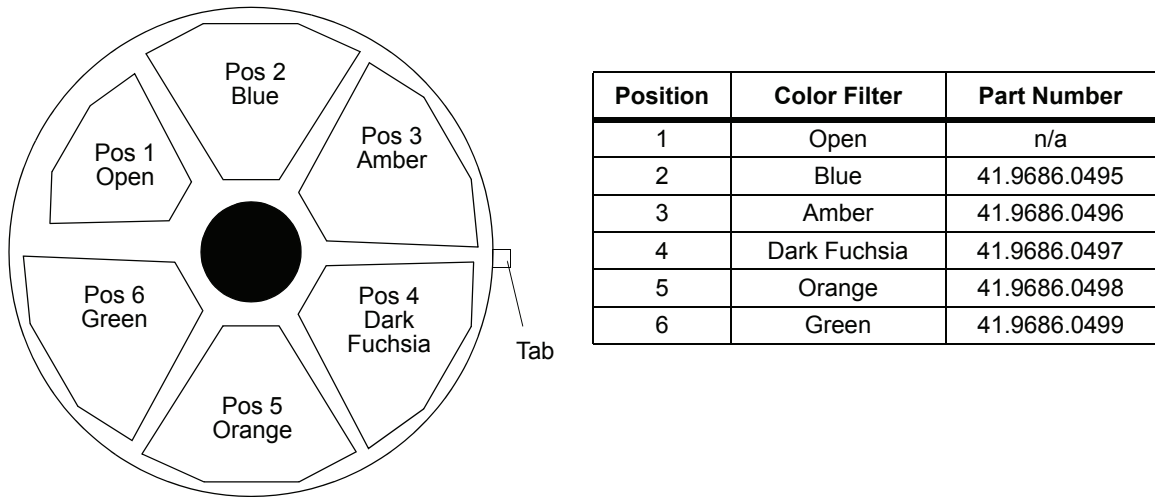 Pos 2
Blue
Pos 3
Amber
Pos 1
Open
Pos 6
Green
Pos 4
Dark
Fuchsia
Pos 5
Orange
Tab
Position Color Filter Part Number
1 Open n/a
2 Blue 41.9686.0495
3 Amber 41.9686.0496
4 Dark Fuchsia 41.9686.0497
5 Orange 41.9686.0498
6 Green 41.9686.0499